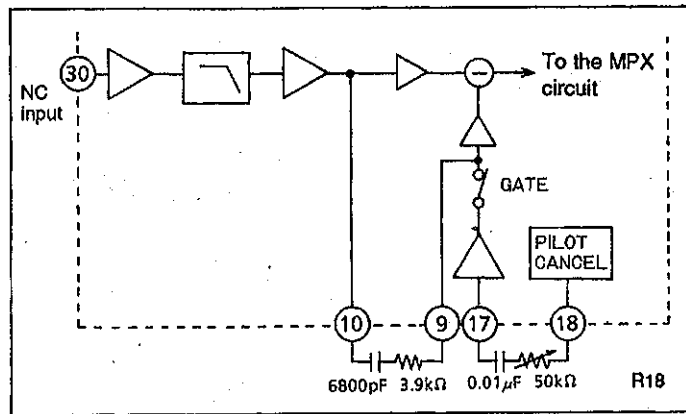 30
NC
input
−
To the MPX
circuit
GATE
PILOT
CANCEL
10
9
17
18
6800pF 3.9kΩ 0.01μF 50kΩ
R18